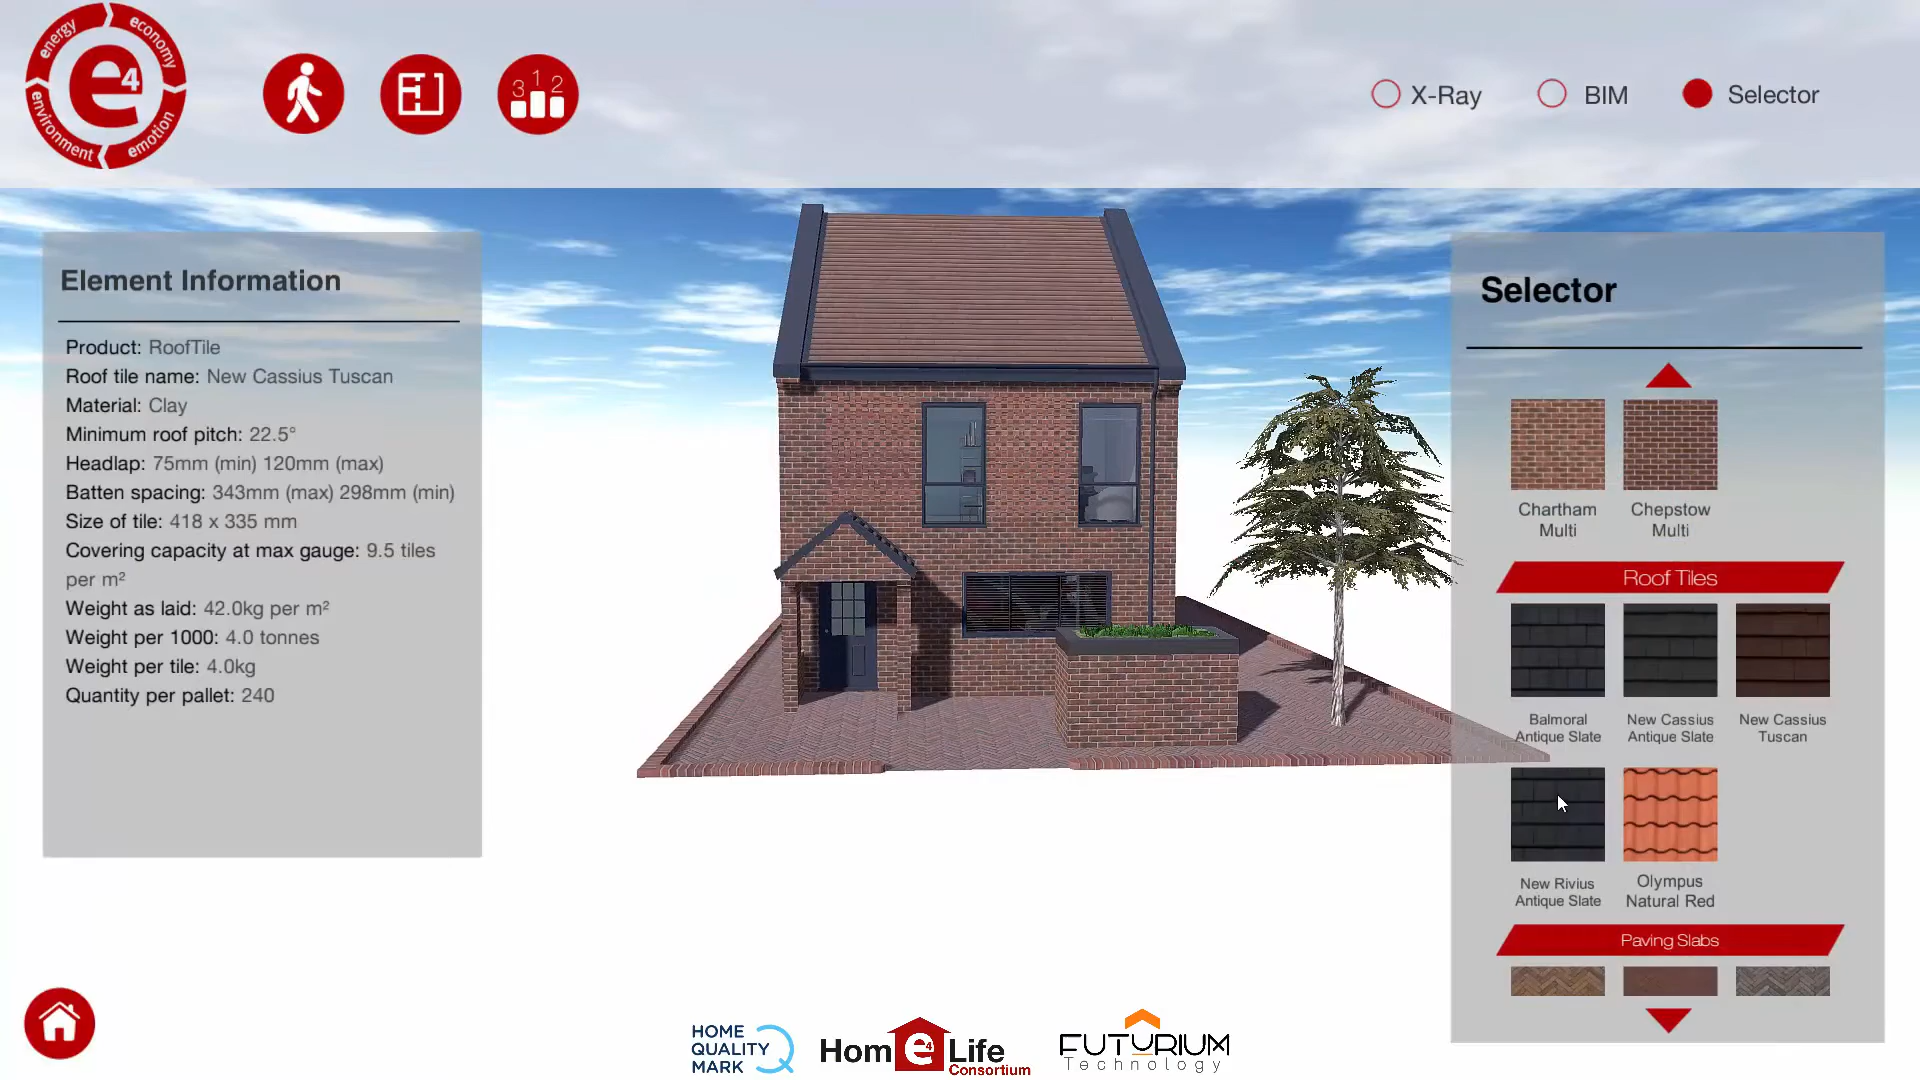 energy
economy
e4
environment
emotion
3 1 2
X-Ray
BIM
Selector
Element Information
Product: RoofTile
Roof tile name: New Cassius Tuscan
Material: Clay
Minimum roof pitch: 22.5°
Headlap: 75mm (min) 120mm (max)
Batten spacing: 343mm (max) 298mm (min)
Size of tile: 418 x 335 mm
Covering capacity at max gauge: 9.5 tiles
per m²
Weight as laid: 42.0kg per m²
Weight per 1000: 4.0 tonnes
Weight per tile: 4.0kg
Quantity per pallet: 240
Selector
Chartham
Multi
Chepstow
Multi
Roof Tiles
Balmoral
Antique Slate
New Cassius
Antique Slate
New Cassius
Tuscan
New Rivius
Antique Slate
Olympus
Natural Red
Paving Slabs
HOME
QUALITY
MARK
Hom e4 Life
Consortium
FUTURIUM
Technology